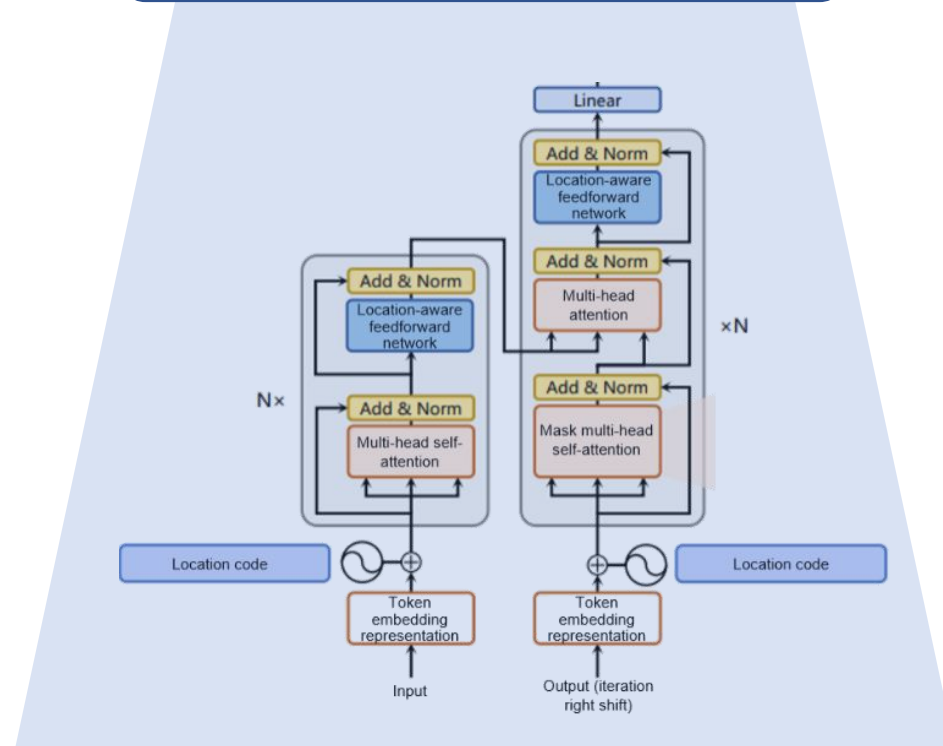 Linear
Add & Norm
Location-aware
feedforward
network
Add & Norm
Multi-head
attention
×N
Add & Norm
Mask multi-head
self-attention
Add & Norm
Location-aware
feedforward
network
N×
Add & Norm
Multi-head self-
attention
Location code
Location code
Token
embedding
representation
Token
embedding
representation
Input
Output (iteration
right shift)